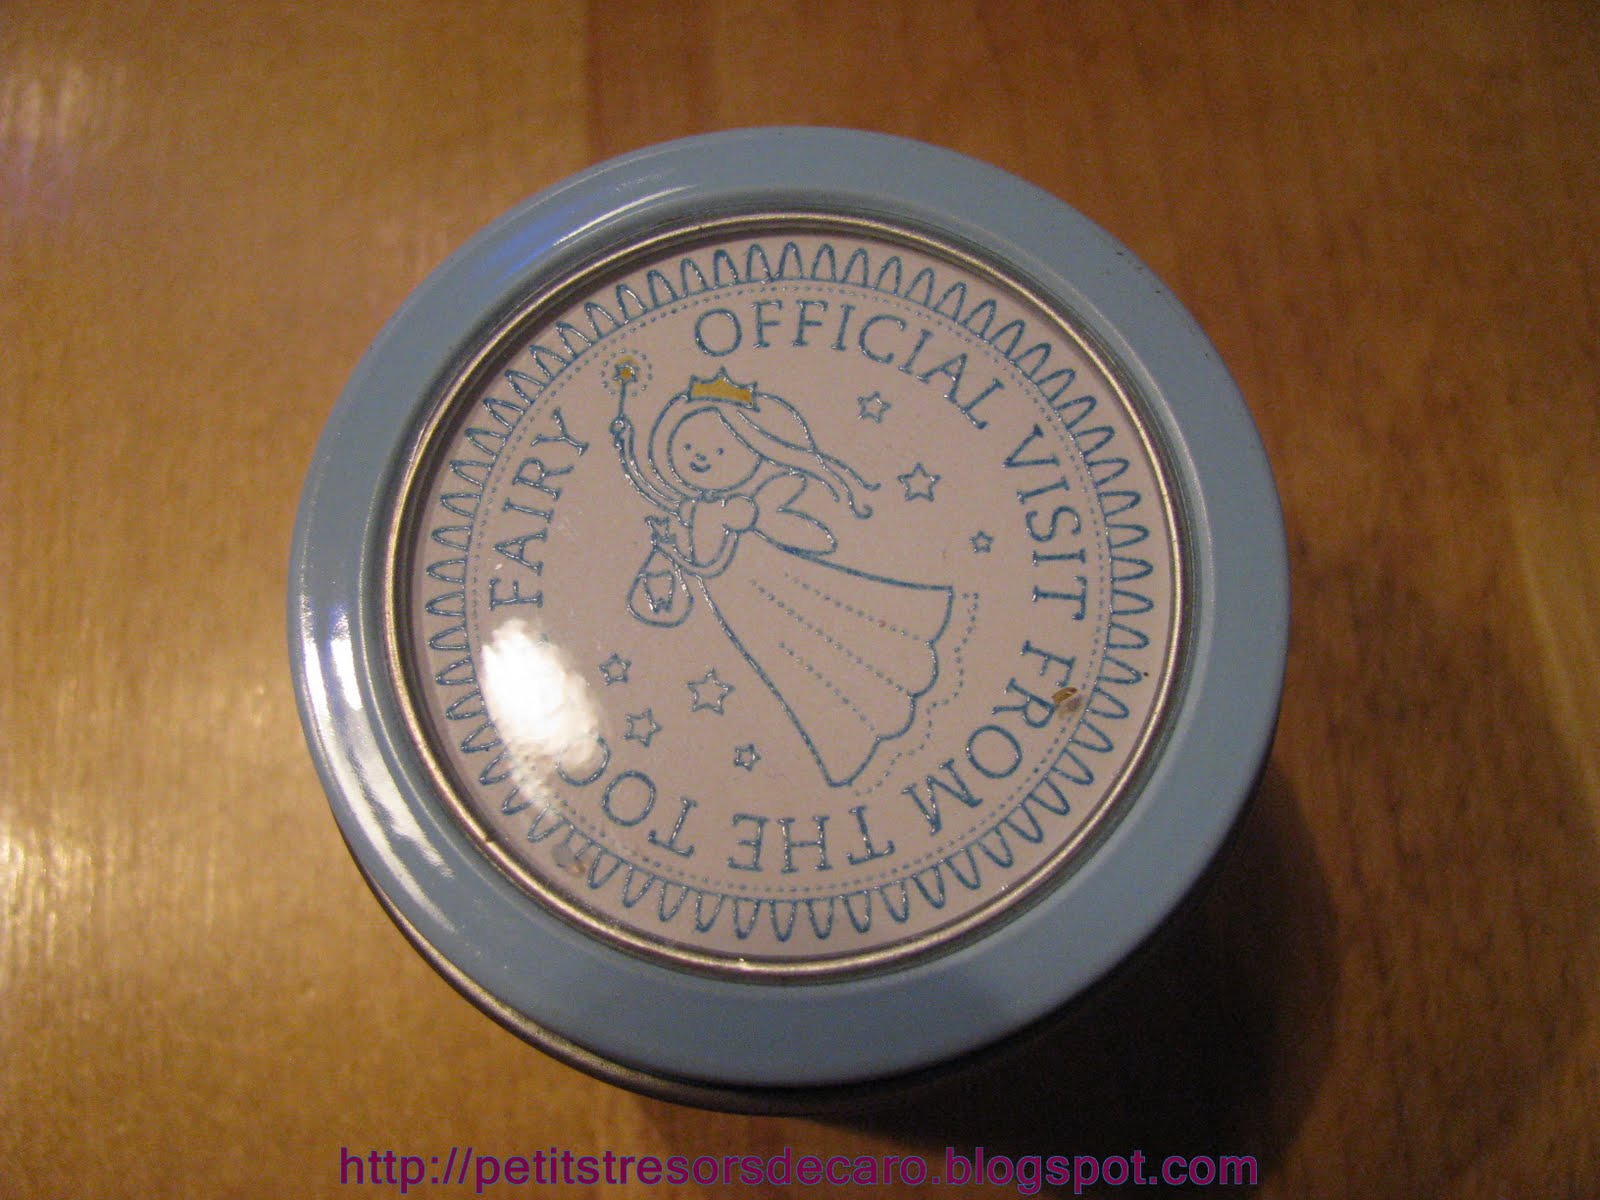 OFFICIAL VISIT FROM THE FAIRY
http://petitstresorsdecaro.blogspot.com